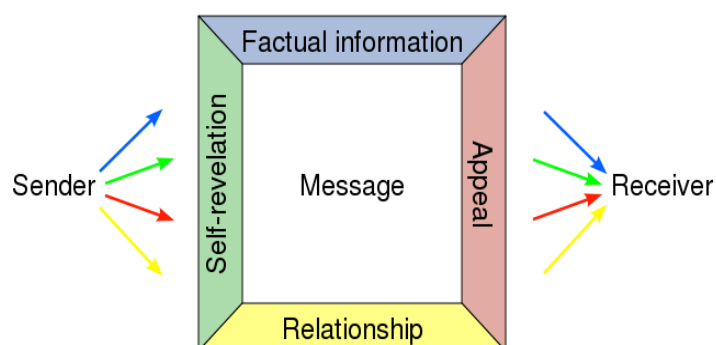 Factual information
Self-revelation
Sender
Message
Appeal
Receiver
Relationship